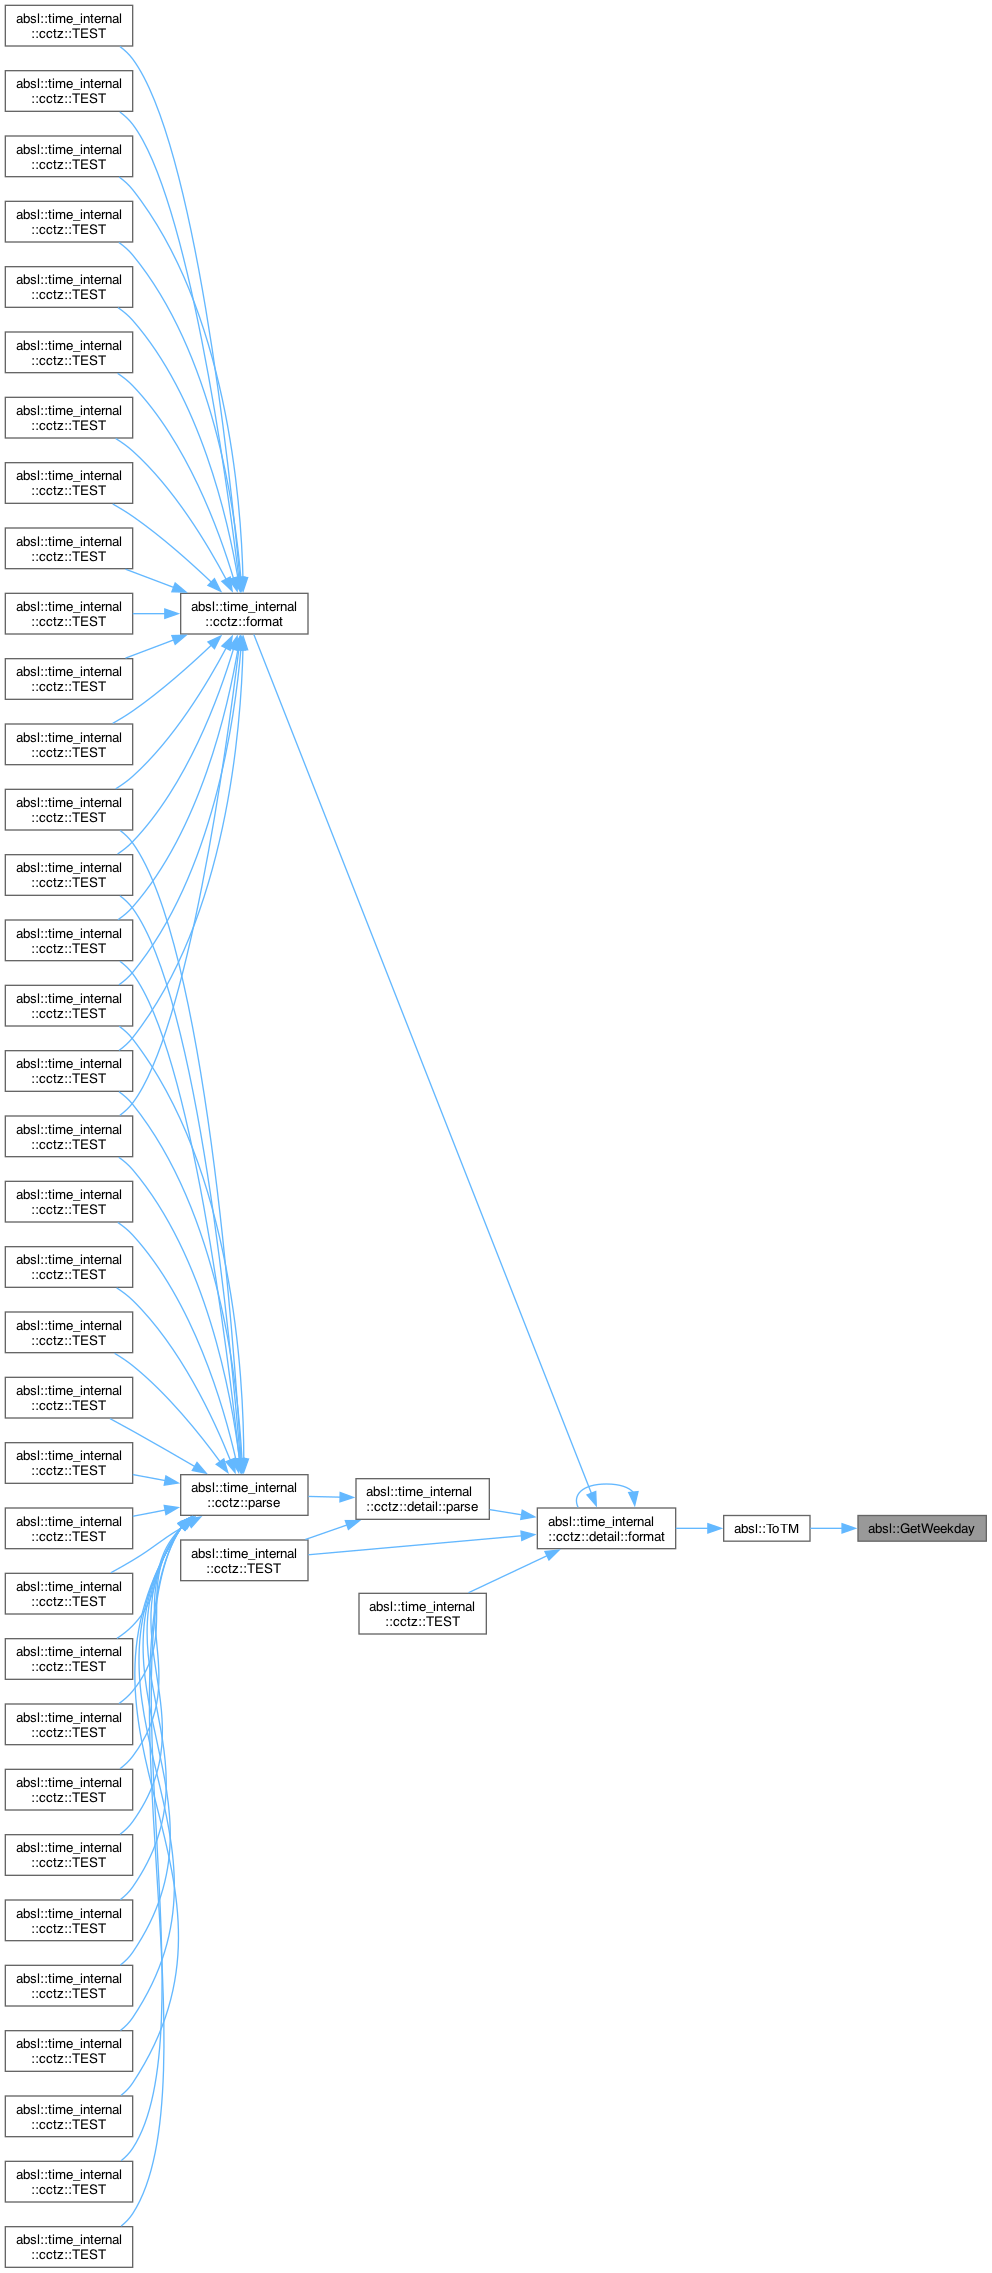 absl::time_internal
::cctz::TEST
absl::time_internal
::cctz::TEST
absl::time_internal
::cctz::TEST
absl::time_internal
::cctz::TEST
absl::time_internal
::cctz::TEST
absl::time_internal
::cctz::TEST
absl::time_internal
::cctz::TEST
absl::time_internal
::cctz::TEST
absl::time_internal
::cctz::TEST
absl::time_internal
::cctz::TEST
absl::time_internal
::cctz::TEST
absl::time_internal
::cctz::TEST
absl::time_internal
::cctz::TEST
absl::time_internal
::cctz::TEST
absl::time_internal
::cctz::TEST
absl::time_internal
::cctz::TEST
absl::time_internal
::cctz::TEST
absl::time_internal
::cctz::TEST
absl::time_internal
::cctz::TEST
absl::time_internal
::cctz::TEST
absl::time_internal
::cctz::TEST
absl::time_internal
::cctz::TEST
absl::time_internal
::cctz::TEST
absl::time_internal
::cctz::TEST
absl::time_internal
::cctz::TEST
absl::time_internal
::cctz::TEST
absl::time_internal
::cctz::TEST
absl::time_internal
::cctz::TEST
absl::time_internal
::cctz::TEST
absl::time_internal
::cctz::TEST
absl::time_internal
::cctz::TEST
absl::time_internal
::cctz::TEST
absl::time_internal
::cctz::TEST
absl::time_internal
::cctz::TEST
absl::time_internal
::cctz::TEST
absl::time_internal
::cctz::format
absl::time_internal
::cctz::parse
absl::time_internal
::cctz::TEST
absl::time_internal
::cctz::detail::parse
absl::time_internal
::cctz::TEST
absl::time_internal
::cctz::detail::format
absl::ToTM
absl::GetWeekday